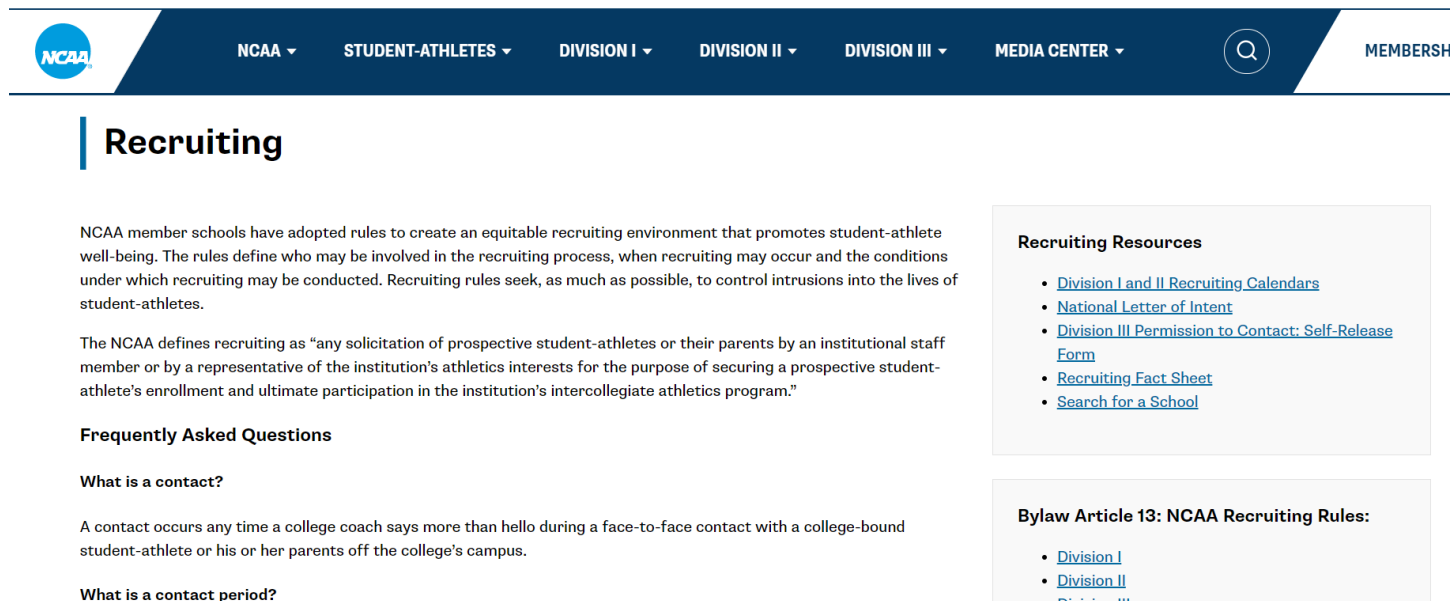 NCAA
NCAA
STUDENT-ATHLETES
DIVISION I
DIVISION II
DIVISION III
MEDIA CENTER
MEMBERSH
Recruiting
NCAA member schools have adopted rules to create an equitable recruiting environment that promotes student-athlete
well-being. The rules define who may be involved in the recruiting process, when recruiting may occur and the conditions
under which recruiting may be conducted. Recruiting rules seek, as much as possible, to control intrusions into the lives of
student-athletes.
The NCAA defines recruiting as “any solicitation of prospective student-athletes or their parents by an institutional staff
member or by a representative of the institution’s athletics interests for the purpose of securing a prospective student-
athlete’s enrollment and ultimate participation in the institution’s intercollegiate athletics program.”
Frequently Asked Questions
What is a contact?
A contact occurs any time a college coach says more than hello during a face-to-face contact with a college-bound
student-athlete or his or her parents off the college’s campus.
What is a contact period?
Recruiting Resources
Division I and II Recruiting Calendars
National Letter of Intent
Division III Permission to Contact: Self-Release
Form
Recruiting Fact Sheet
Search for a School
Bylaw Article 13: NCAA Recruiting Rules:
Division I
Division II
Division III